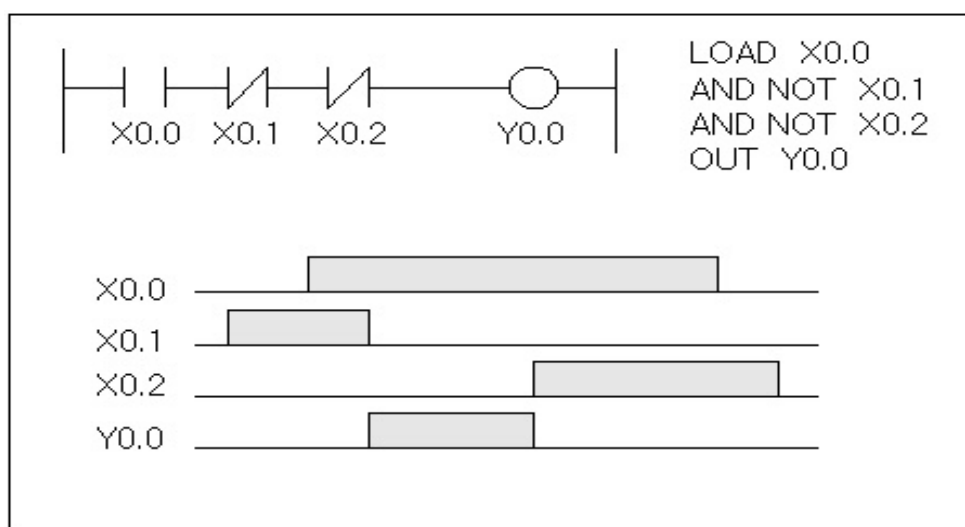 X0.0 X0.1 X0.2 Y0.0
LOAD X0.0
AND NOT X0.1
AND NOT X0.2
OUT Y0.0
X0.0
X0.1
X0.2
Y0.0